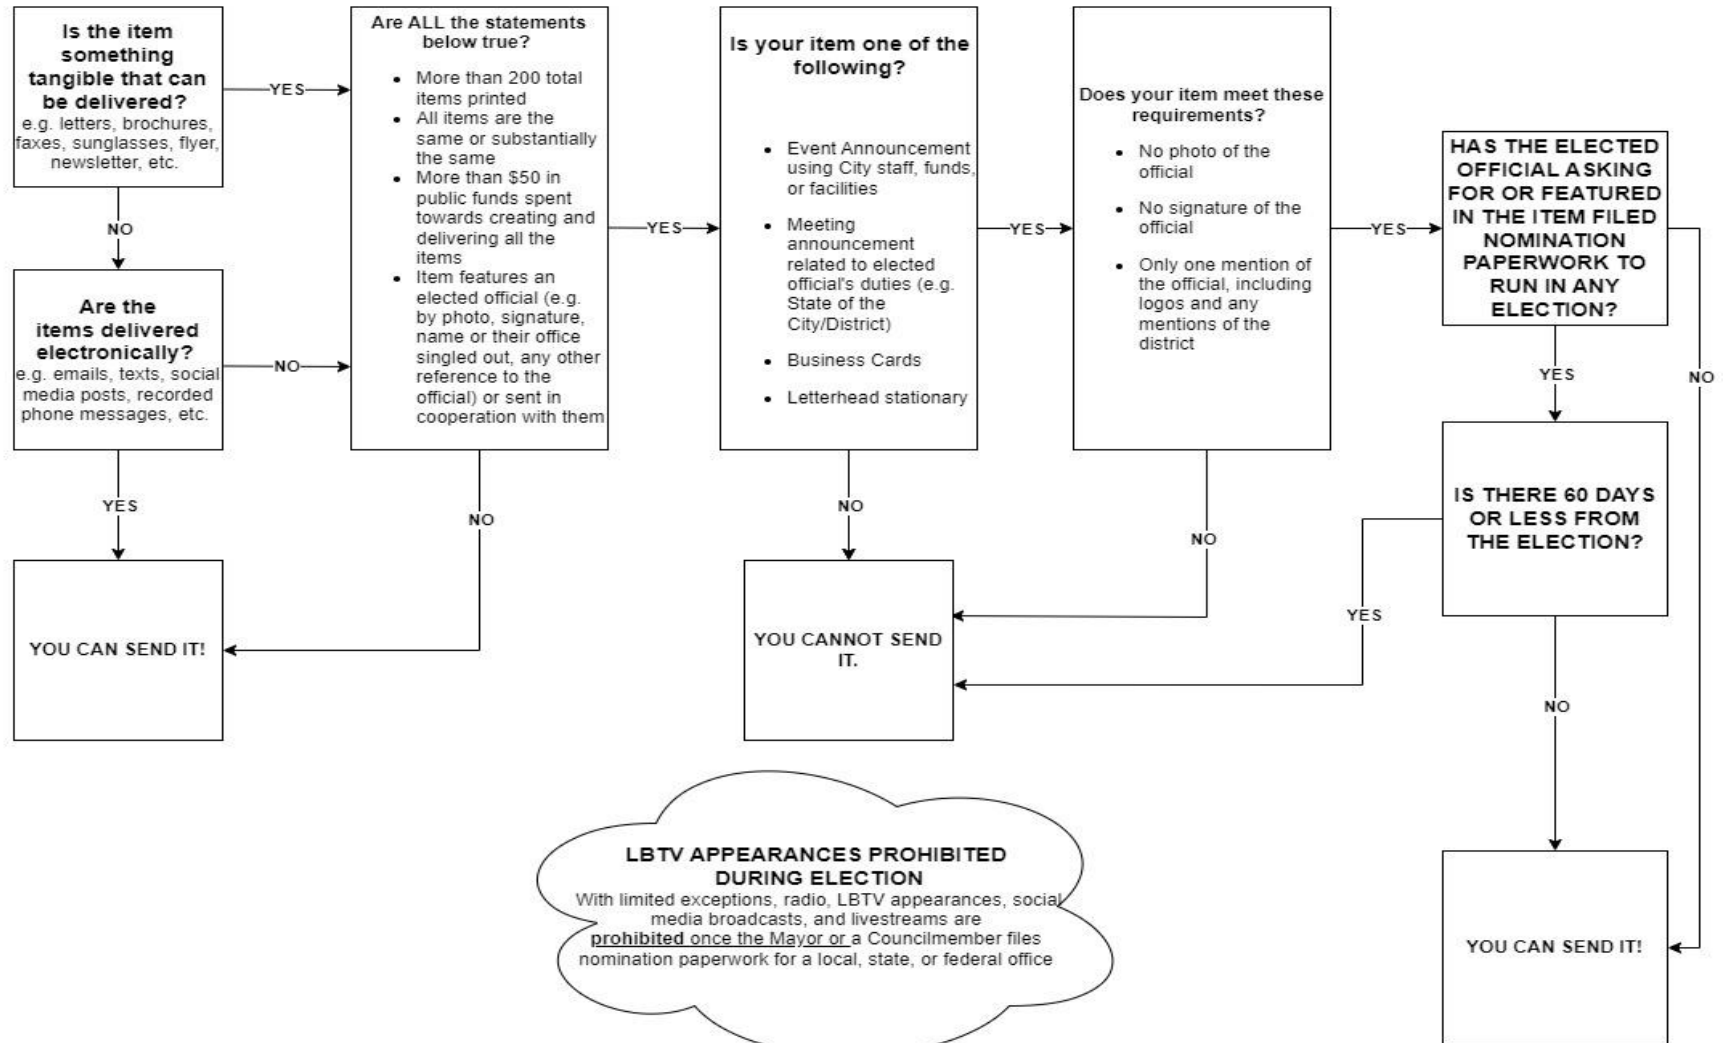 Is the item
something
tangible that can
be delivered?
e.g. letters, brochures,
faxes, sunglasses, flyer,
newsletter, etc.
YES
NO
Are the
items delivered
electronically?
e.g. emails, texts, social
media posts, recorded
phone messages, etc.
NO
YES
YOU CAN SEND IT!
Are ALL the statements
below true?
• More than 200 total
items printed
• All items are the
same or substantially
the same
• More than $50 in
public funds spent
towards creating and
delivering all the
items
• Item features an
elected official (e.g.
by photo, signature,
name or their office
singled out, any other
reference to the
official) or sent in
cooperation with them
YES
NO
Is your item one of the
following?
• Event Announcement
using City staff, funds,
or facilities
• Meeting
announcement
related to elected
official's duties (e.g.
State of the
City/District)
• Business Cards
• Letterhead stationary
YES
NO
YOU CANNOT SEND
IT.
Does your item meet these
requirements?
• No photo of the
official
• No signature of the
official
• Only one mention of
the official, including
logos and any
mentions of the
district
YES
NO
HAS THE ELECTED
OFFICIAL ASKING
FOR OR FEATURED
IN THE ITEM FILED
NOMINATION
PAPERWORK TO
RUN IN ANY
ELECTION?
YES
NO
IS THERE 60 DAYS
OR LESS FROM
THE ELECTION?
YES
NO
YOU CAN SEND IT!
LBTV APPEARANCES PROHIBITED
DURING ELECTION
With limited exceptions, radio, LBTV appearances, social
media broadcasts, and livestreams are
prohibited once the Mayor or a Councilmember files
nomination paperwork for a local, state, or federal office